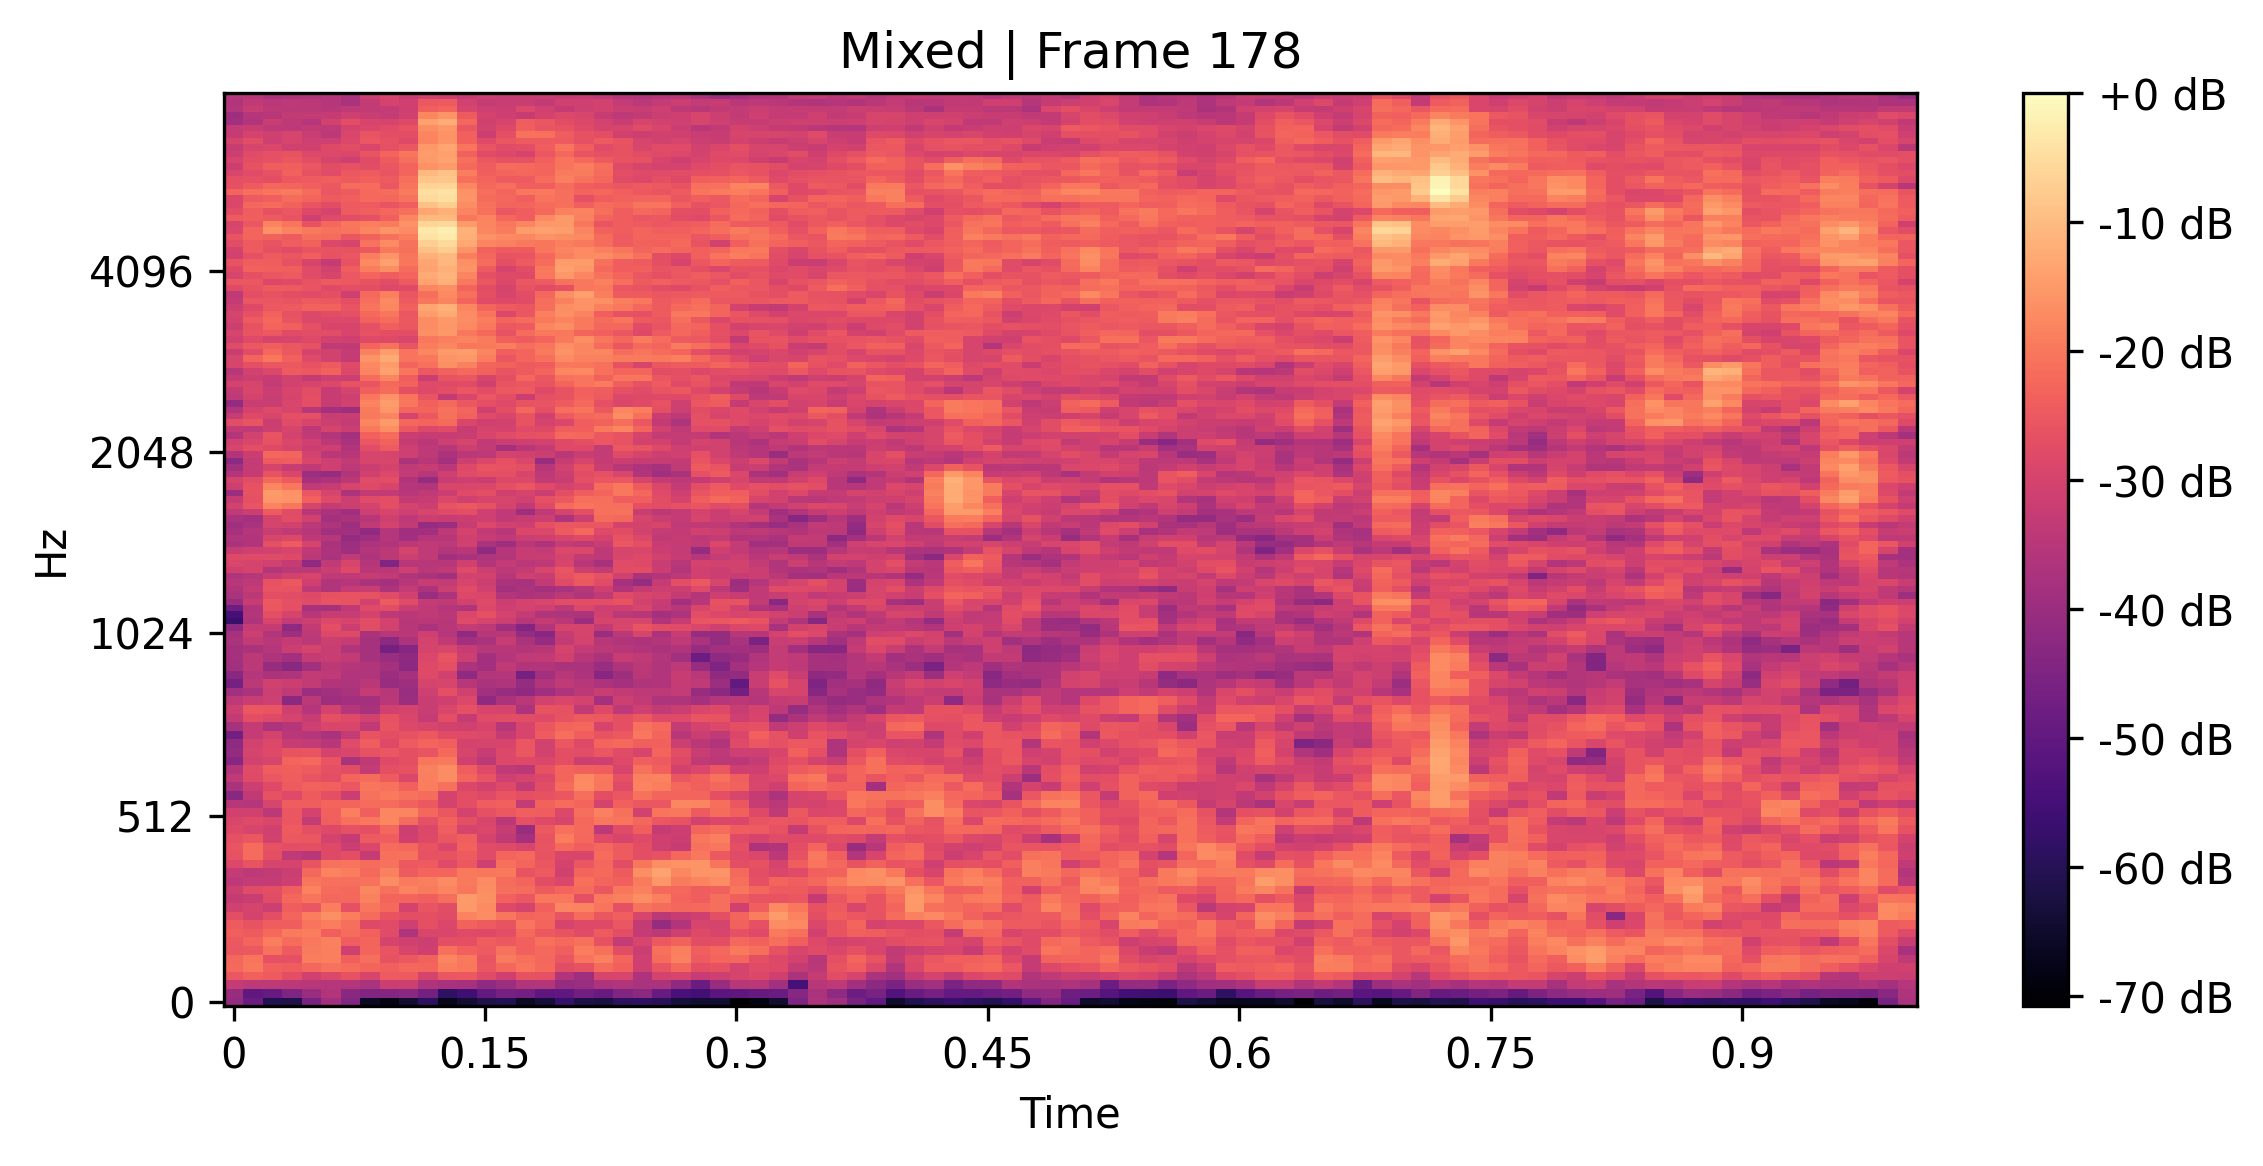 Mixed | Frame 178
+0 dB
-10 dB
-20 dB
-30 dB
-40 dB
-50 dB
-60 dB
-70 dB
4096
2048
1024
512
0
Hz
0 0.15 0.3 0.45 0.6 0.75 0.9
Time